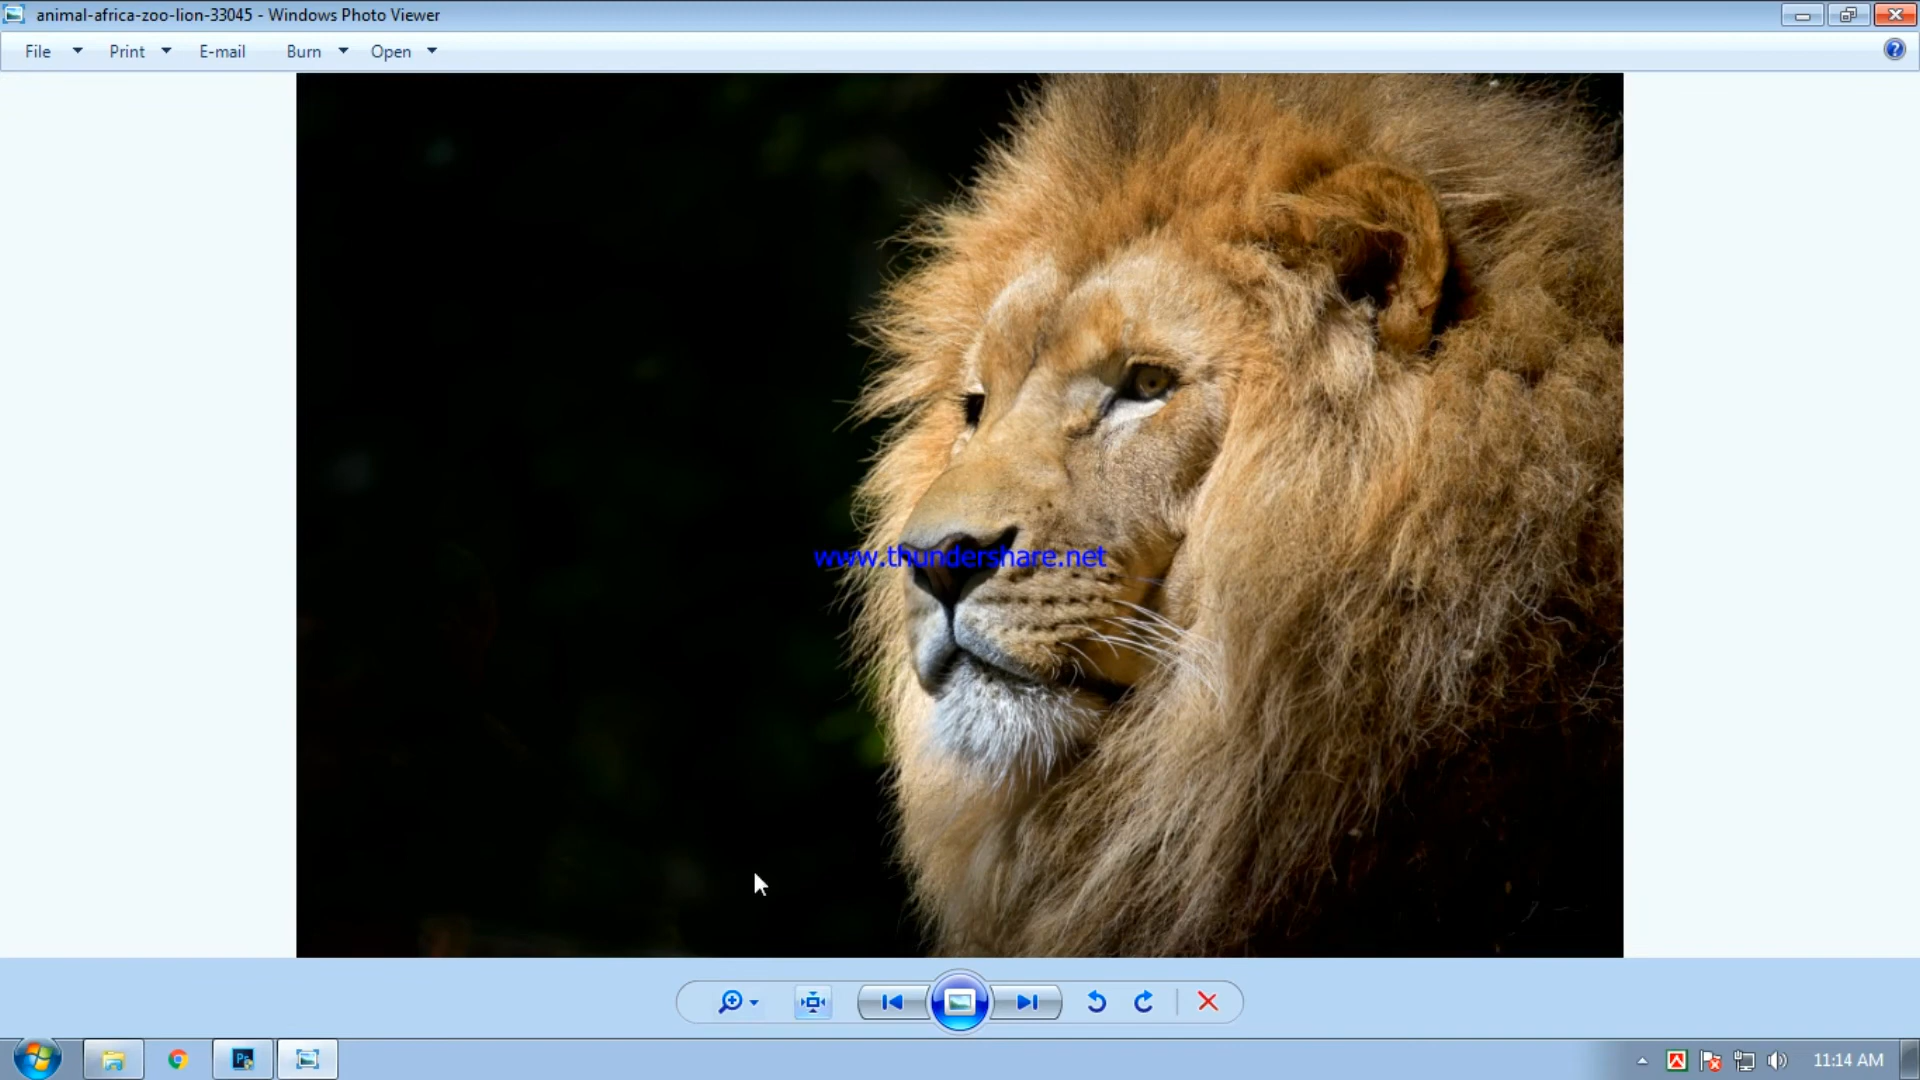 animal-africa-zoo-lion-33045 - Windows Photo Viewer
File Print E-mail Burn Open
www.thundershare.net
Ps
11:14 AM